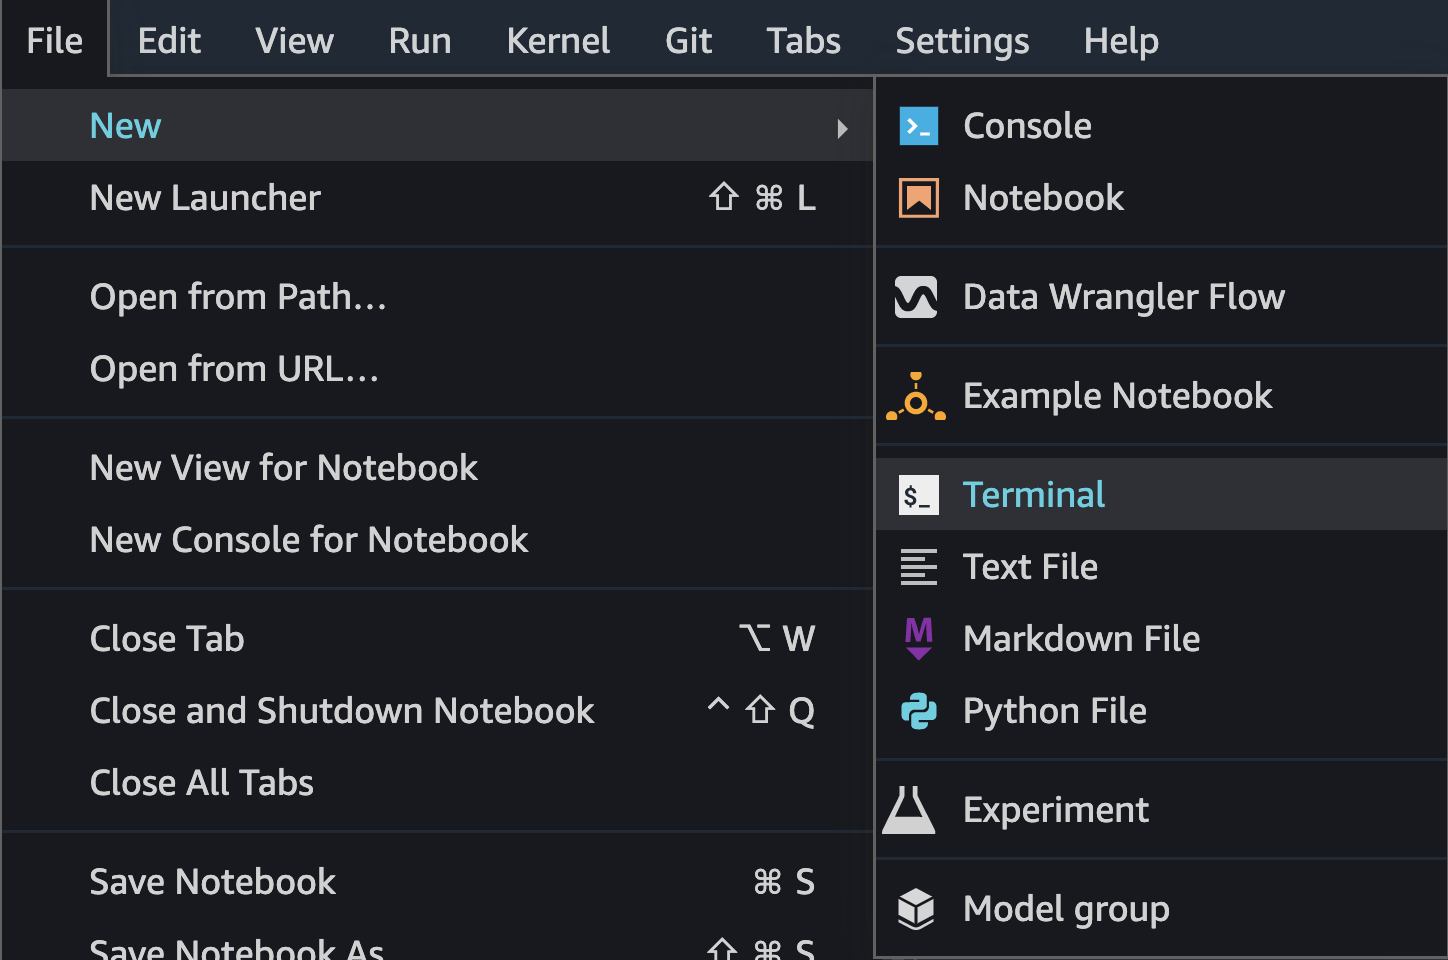 File Edit View Run Kernel Git Tabs Settings Help
New
New Launcher ⇧ ⌘ L
Open from Path...
Open from URL...
New View for Notebook
New Console for Notebook
Close Tab ⌥ W
Close and Shutdown Notebook ^ ⇧ Q
Close All Tabs
Save Notebook ⌘ S
Save Notebook As ⇧ ⌘ S
Console
Notebook
Data Wrangler Flow
Example Notebook
$_ Terminal
Text File
M Markdown File
Python File
Experiment
Model group